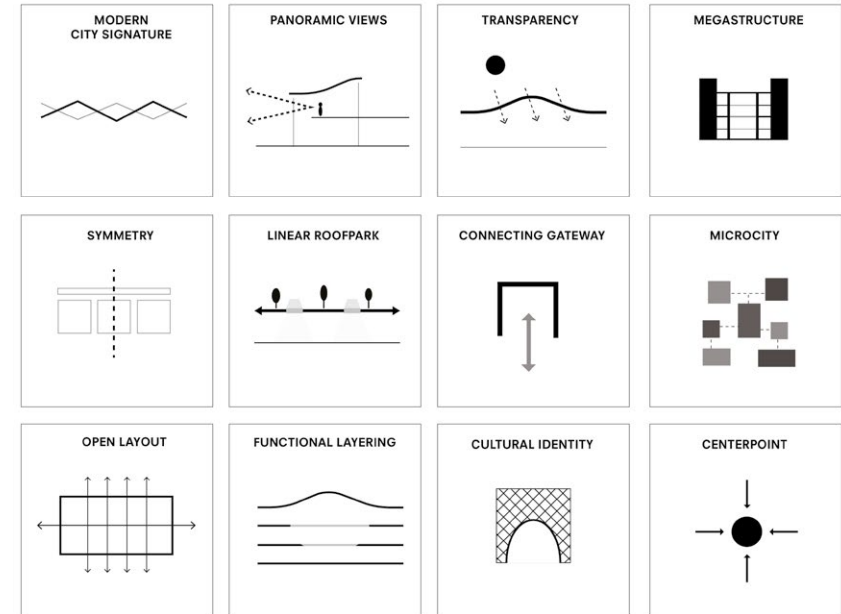 MODERN
CITY SIGNATURE
PANORAMIC VIEWS
TRANSPARENCY
MEGASTRUCTURE
SYMMETRY
LINEAR ROOFPARK
CONNECTING GATEWAY
MICROCITY
OPEN LAYOUT
FUNCTIONAL LAYERING
CULTURAL IDENTITY
CENTERPOINT